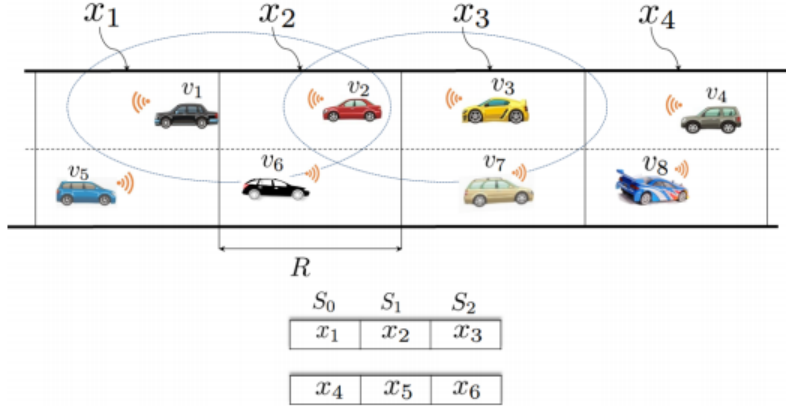 x₁ x₂ x₃ x₄
v₁ v₂ v₃ v₄
v₅ v₆ v₇ v₈
R
S₀ S₁ S₂
x₁ x₂ x₃
x₄ x₅ x₆